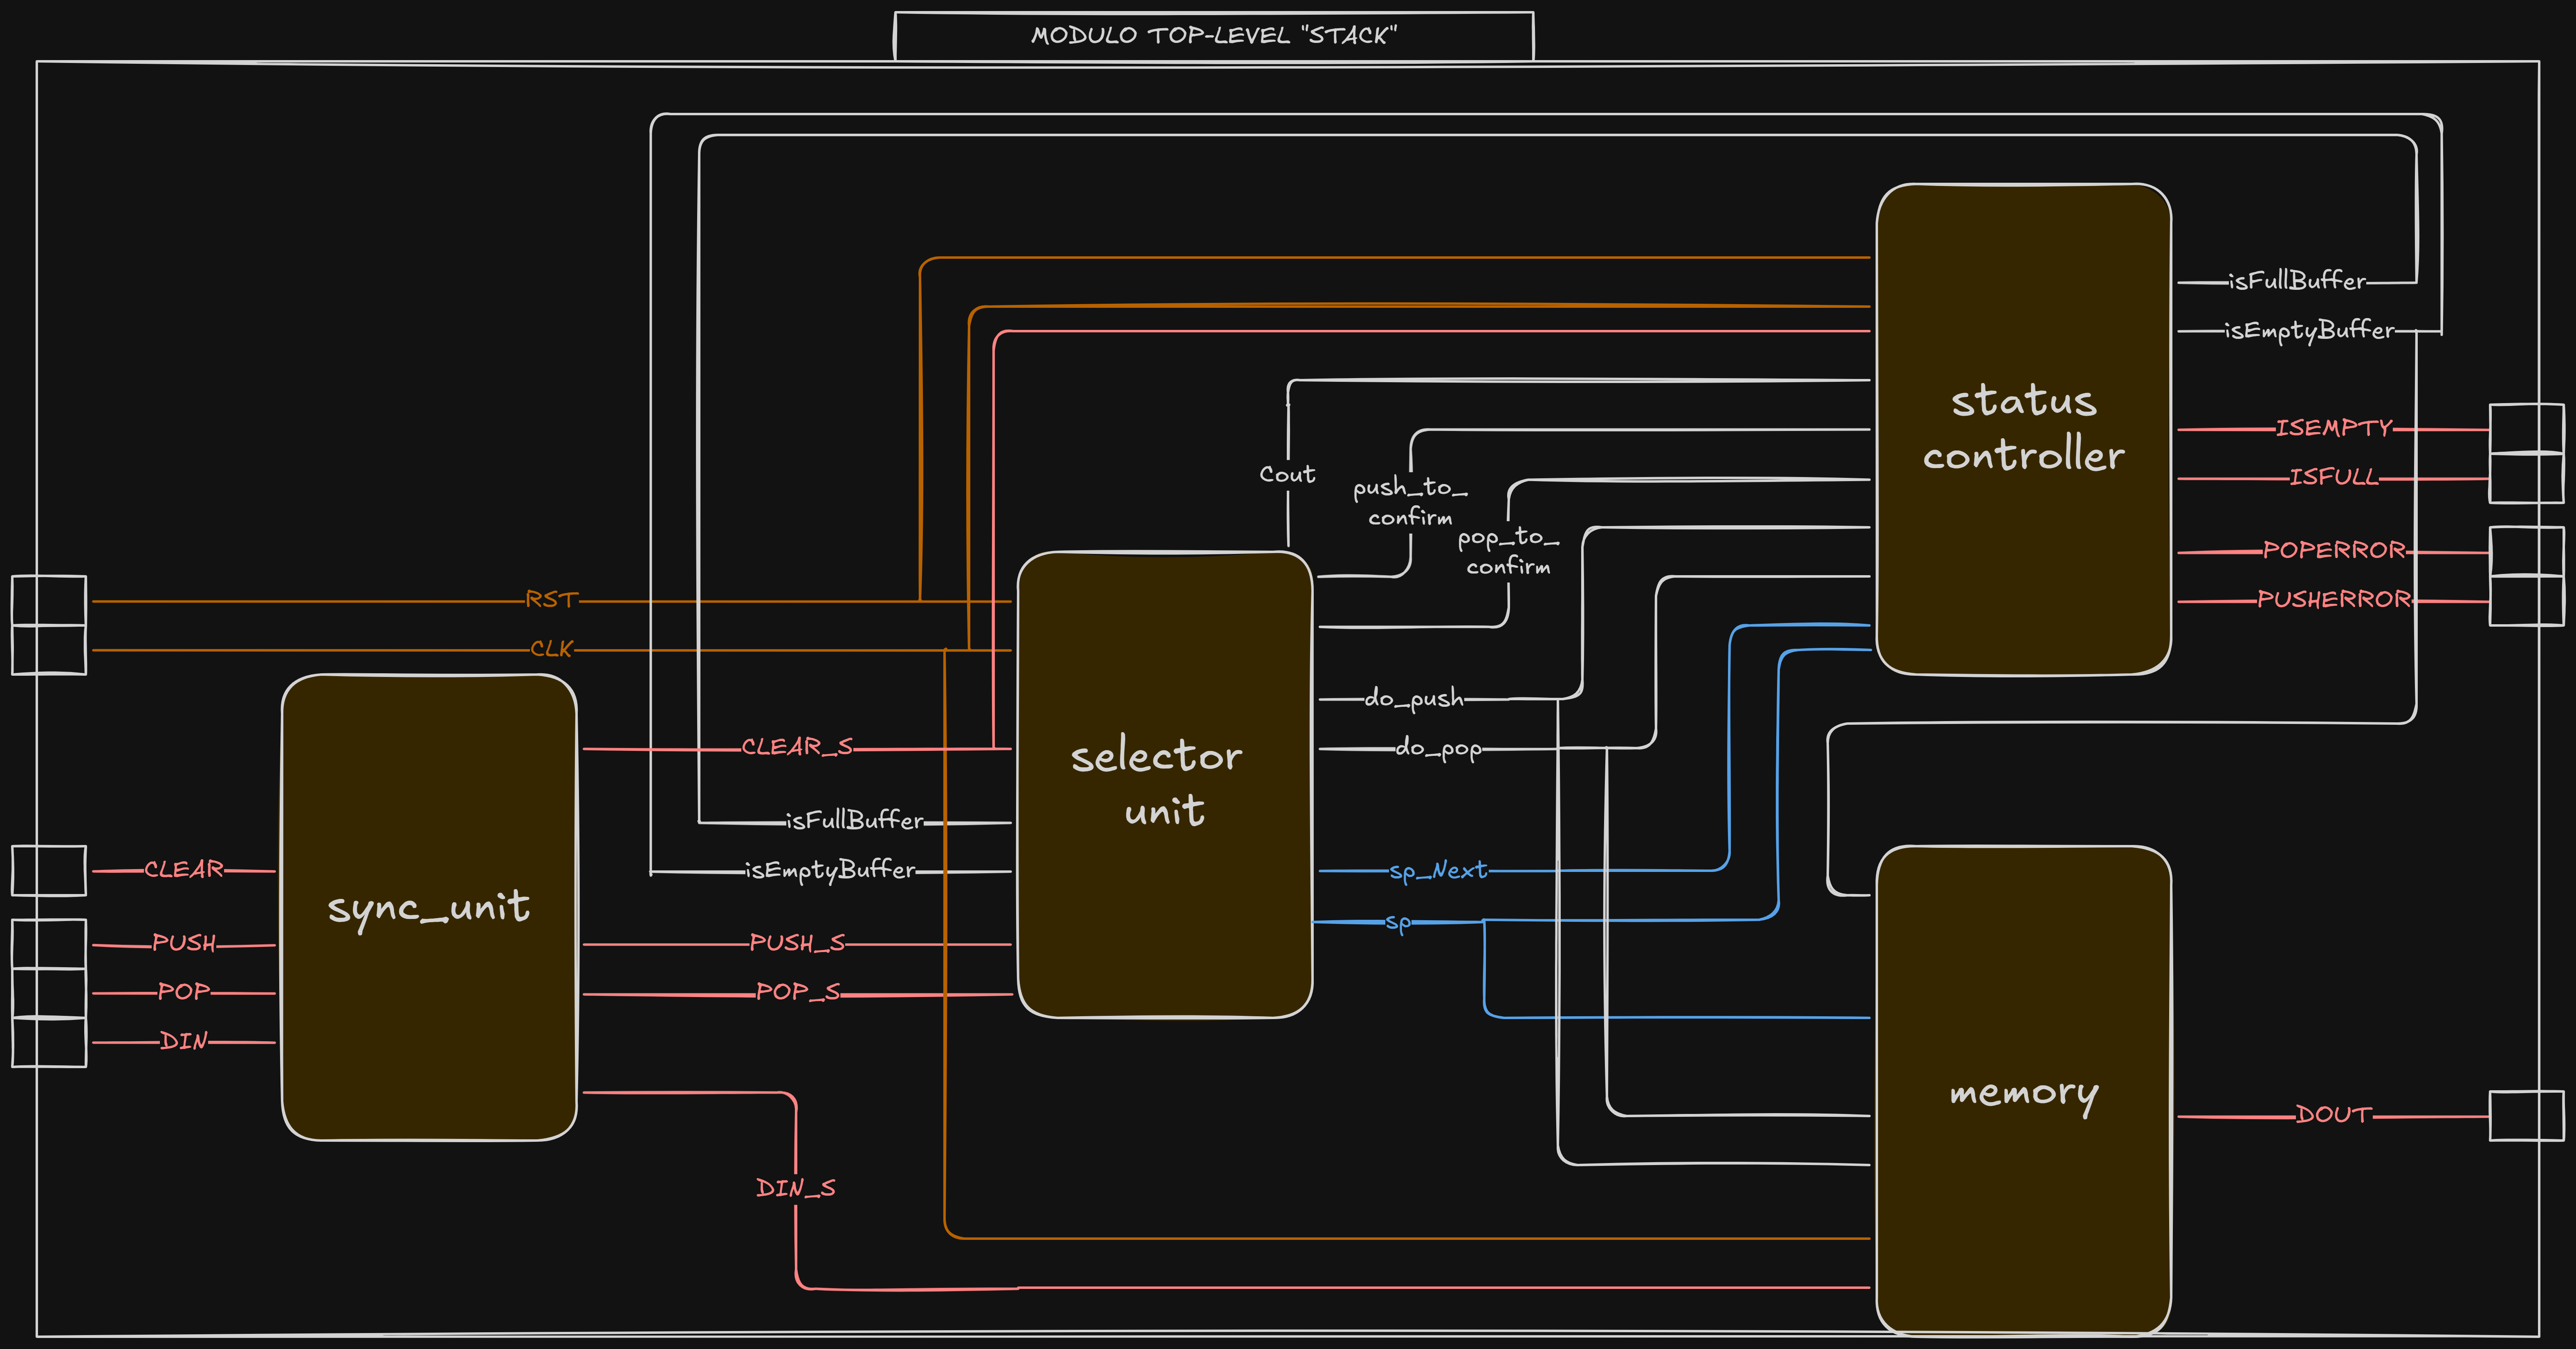 MODULO TOP-LEVEL "STACK"
isFullBuffer
isEmptyBuffer
status
controller
ISEMPTY
ISFULL
POPERROR
PUSHERROR
Cout
push_to_
confirm
pop_to_
confirm
RST
CLK
do_push
do_pop
CLEAR_S
selector
unit
isFullBuffer
isEmptyBuffer
sp_Next
sp
CLEAR
PUSH
POP
DIN
sync_unit
PUSH_S
POP_S
DIN_S
memory
DOUT